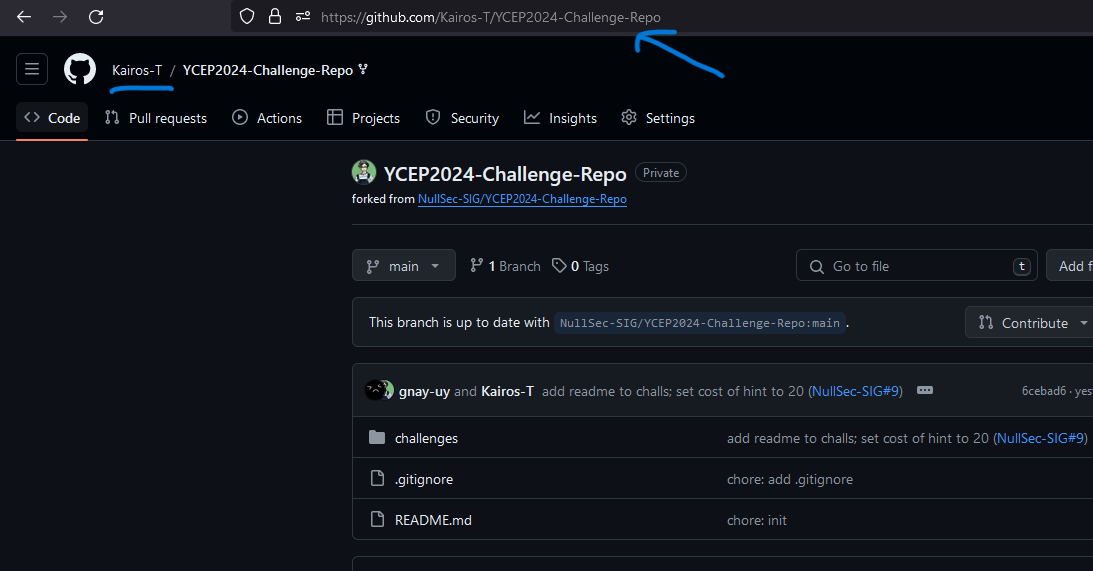 https://github.com/Kairos-T/YCEP2024-Challenge-Repo
Kairos-T / YCEP2024-Challenge-Repo
Code Pull requests Actions Projects Security Insights Settings
YCEP2024-Challenge-Repo Private
forked from NullSec-SIG/YCEP2024-Challenge-Repo
main 1 Branch 0 Tags Go to file t Add f
This branch is up to date with NullSec-SIG/YCEP2024-Challenge-Repo:main . Contribute
gnay-uy and Kairos-T add readme to challs; set cost of hint to 20 (NullSec-SIG#9) 6cebad6 · yes
challenges add readme to challs; set cost of hint to 20 (NullSec-SIG#9)
.gitignore chore: add .gitignore
README.md chore: init